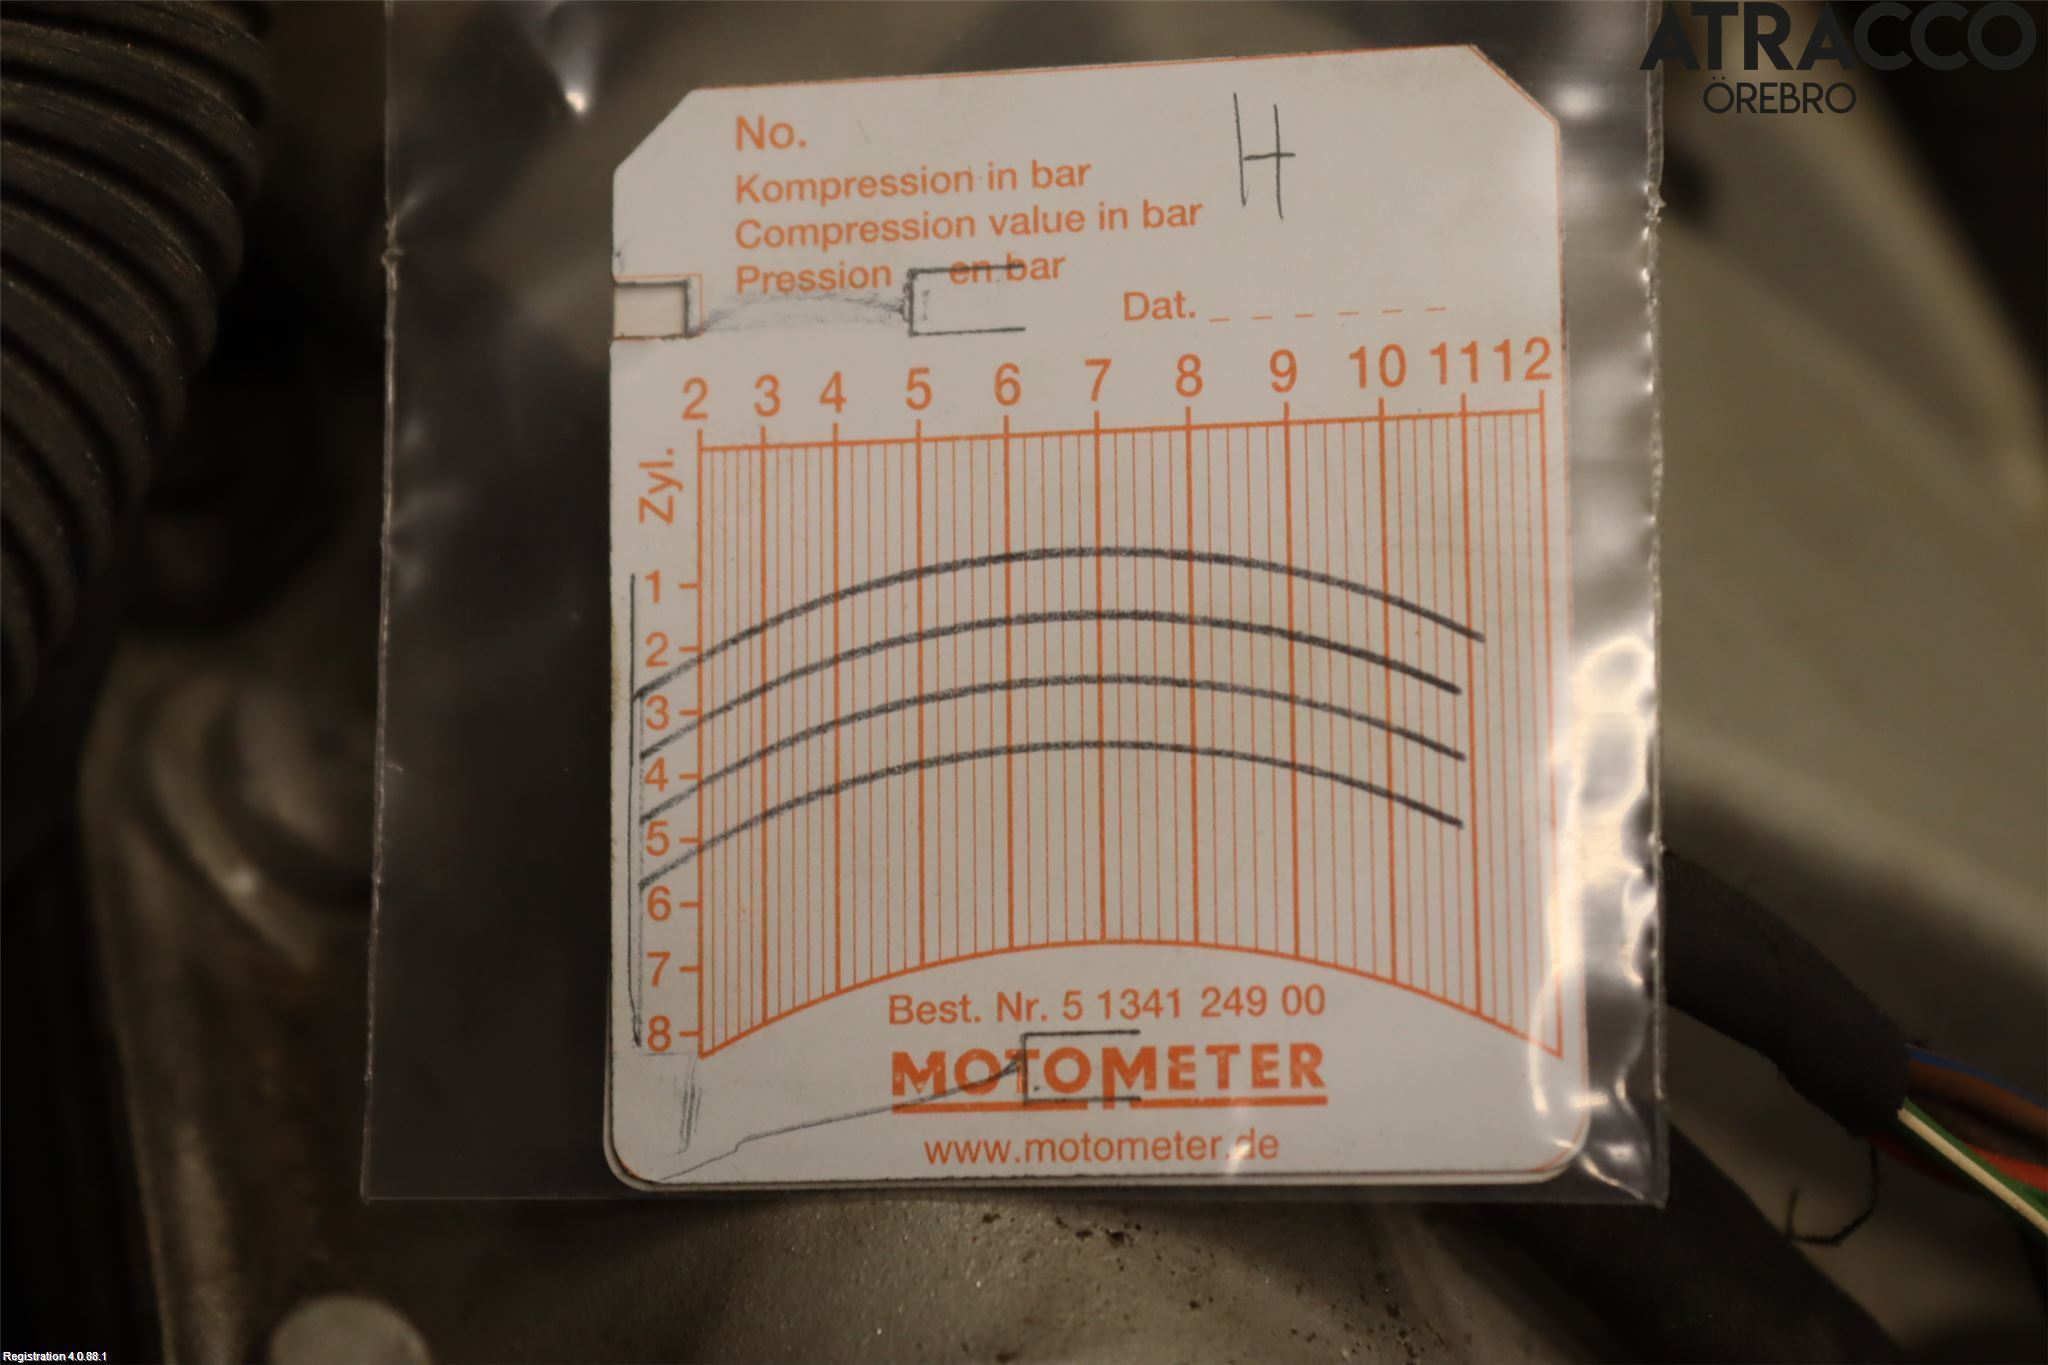 ATRACCO
ÖREBRO
No.
H
Kompression in bar
Compression value in bar
Pression en bar
Dat. _ _ _ _ _ _
2 3 4 5 6 7 8 9 10 11 12
Zyl.
1
2
3
4
5
6
7
8
Best. Nr. 5 1341 249 00
MOTOMETER
www.motometer.de
Registration 4.0.88.1